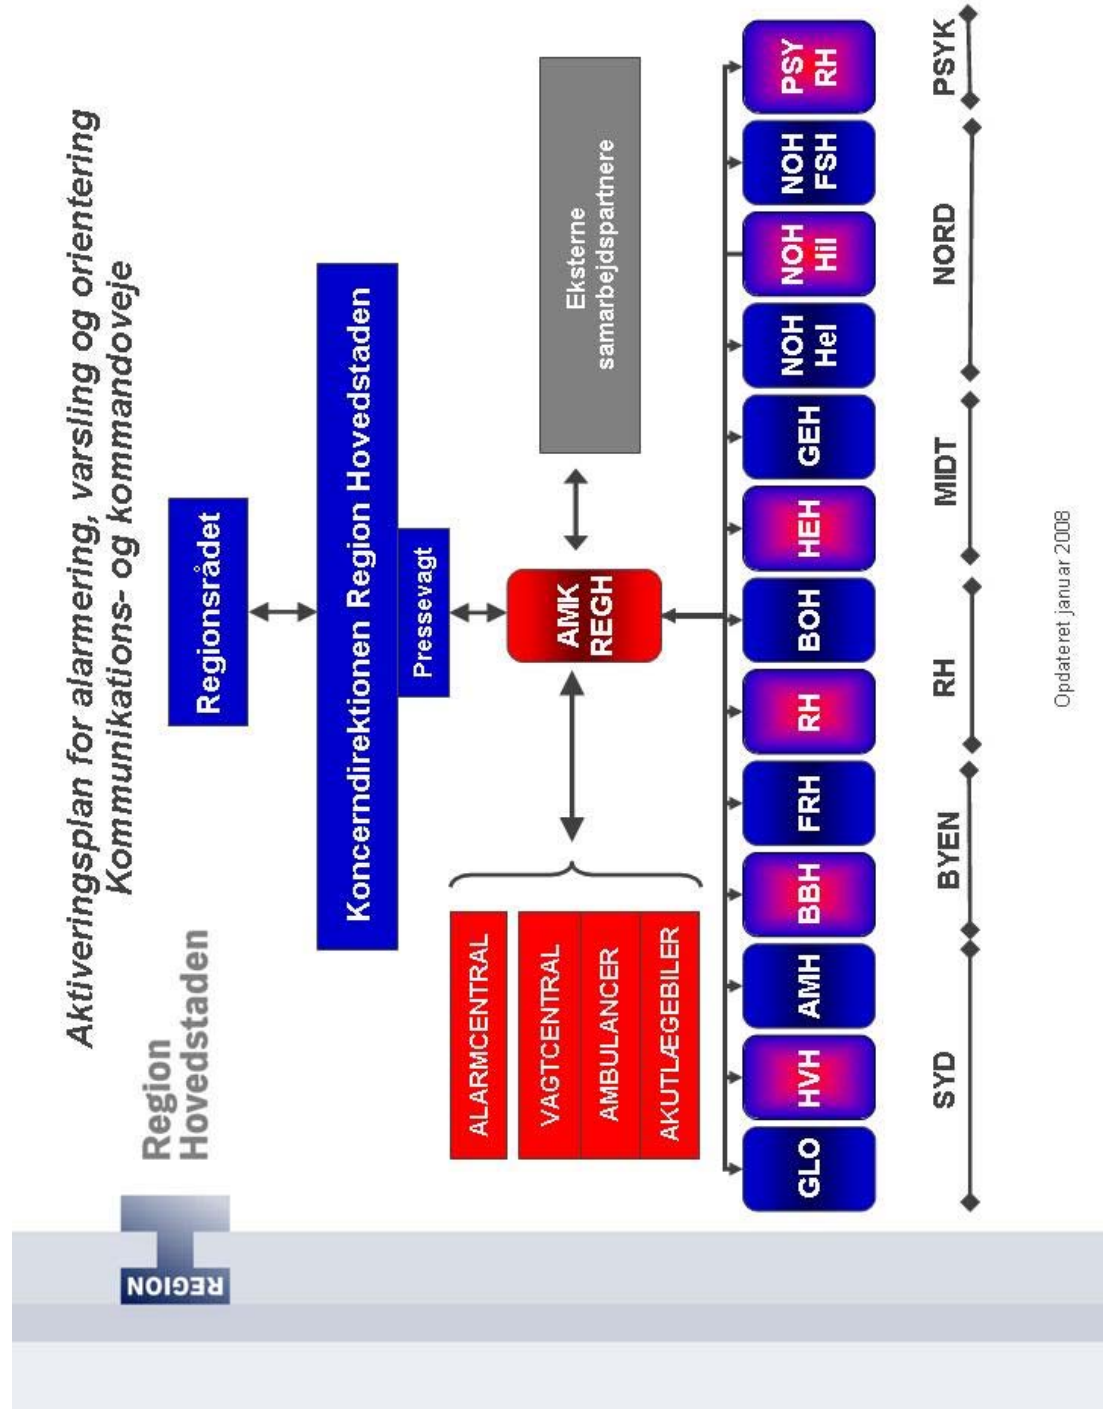 Aktiveringsplan for alarmering, varsling og orientering
Kommunikations- og kommandoveje
REGION
Region
Hovedstaden
Regionsrådet
Koncerndirektionen Region Hovedstaden
Pressevagt
ALARMCENTRAL
VAGTCENTRAL
AMBULANCER
AKUTLÆGEBILER
AMK
REGH
Eksterne
samarbejdspartnere
GLO
HVH
AMH
BBH
FRH
RH
BOH
HEH
GEH
NOH
Hel
NOH
Hil
NOH
FSH
PSY
RH
SYD
BYEN
RH
MIDT
NORD
PSYK
Opdateret januar 2008